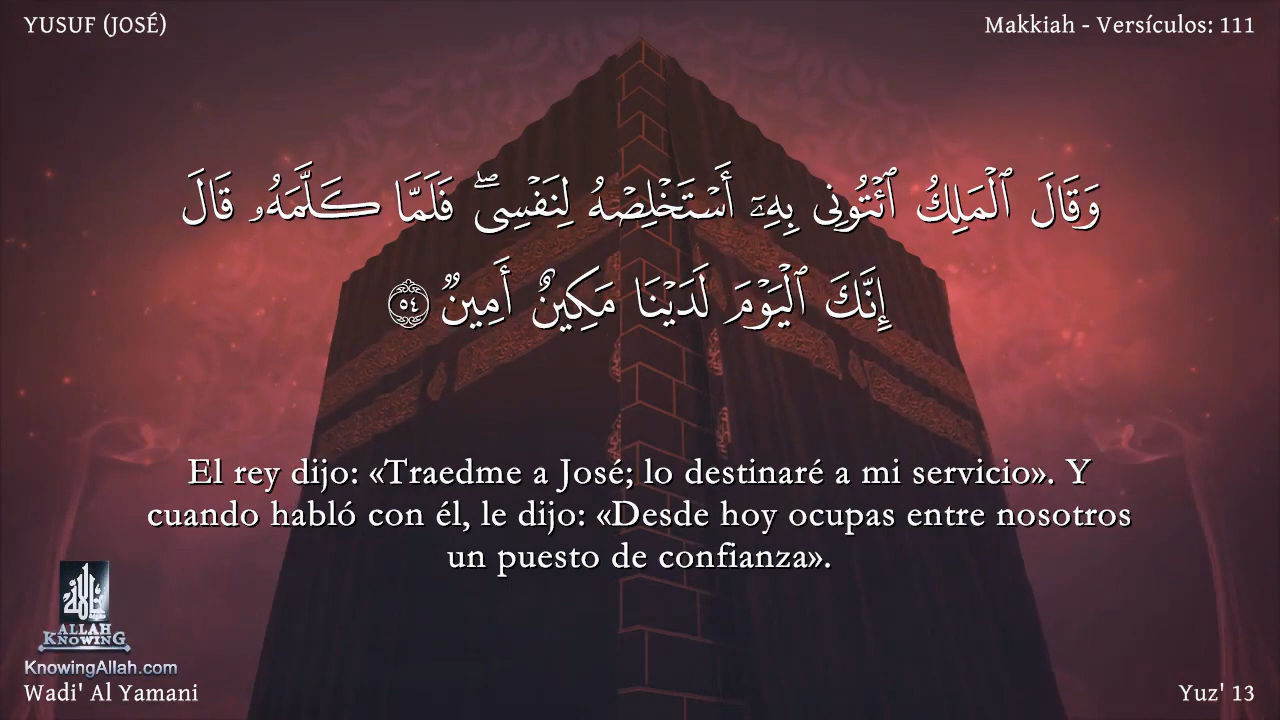 YUSUF (JOSÉ)
Makkiah - Versículos: 111
وَقَالَ ٱلْمَلِكُ ٱئْتُونِى بِهِۦٓ أَسْتَخْلِصْهُ لِنَفْسِى ۖ فَلَمَّا كَلَّمَهُۥ قَالَ
إِنَّكَ ٱلْيَوْمَ لَدَيْنَا مَكِينٌ أَمِينٌ ٥٤
El rey dijo: «Traedme a José; lo destinaré a mi servicio». Y
cuando habló con él, le dijo: «Desde hoy ocupas entre nosotros
un puesto de confianza».
ALLAH
KNOWING
KnowingAllah.com
Wadi' Al Yamani
Yuz' 13